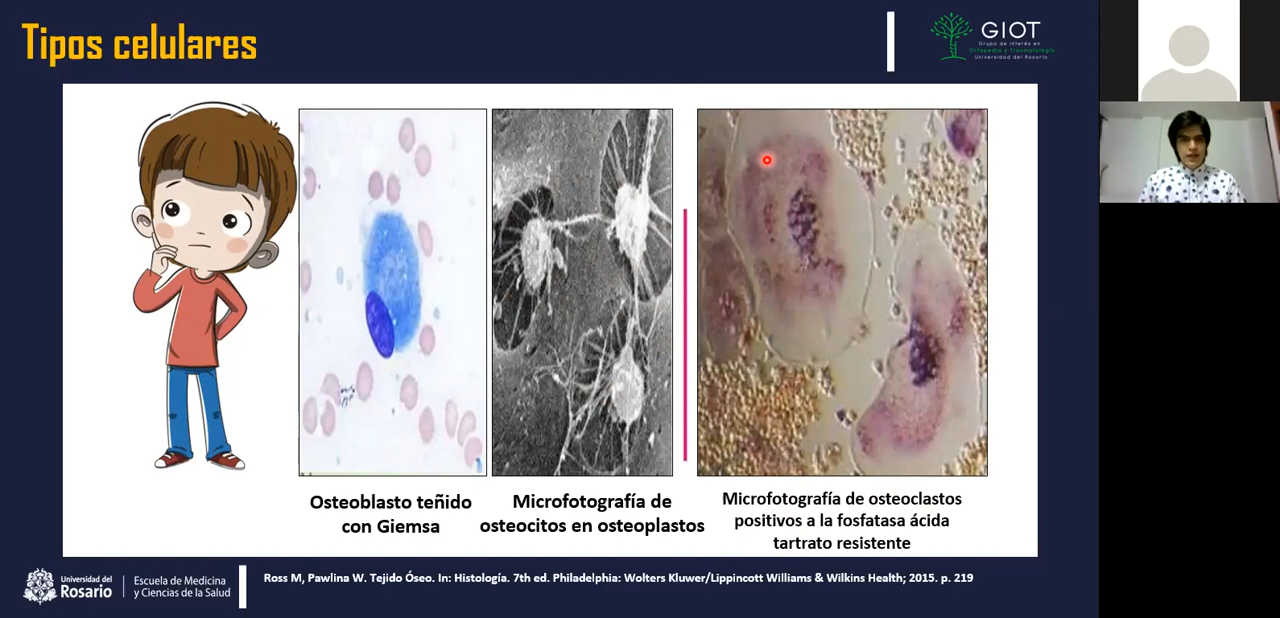 Tipos celulares
GIOT
Grupo de Interés en
Ortopedia y Traumatología
Universidad del Rosario
Osteoblasto teñido
con Giemsa
Microfotografía de
osteocitos en osteoplastos
Microfotografía de osteoclastos
positivos a la fosfatasa ácida
tartrato resistente
Universidad del
Rosario
Escuela de Medicina
y Ciencias de la Salud
Ross M, Pawlina W. Tejido Óseo. In: Histología. 7th ed. Philadelphia: Wolters Kluwer/Lippincott Williams & Wilkins Health; 2015. p. 219